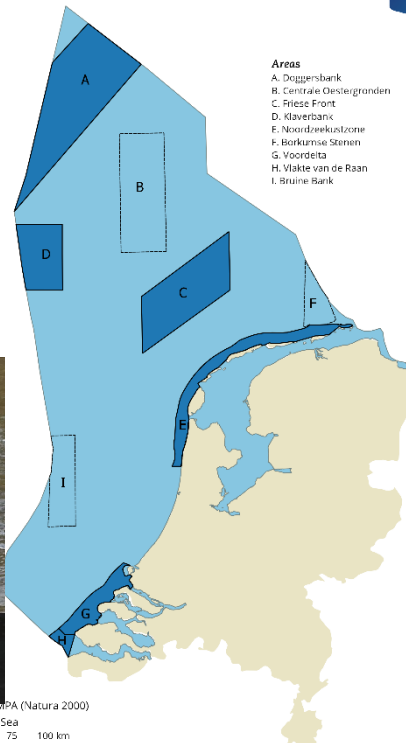 Areas
A. Doggersbank
B. Centrale Oestergronden
C. Friese Front
D. Klaverbank
E. Noordzeekustzone
F. Borkumse Stenen
G. Voordelta
H. Vlakte van de Raan
I. Bruine Bank
A
B
D
C
F
E
I
G
H
MPA (Natura 2000)
Sea
75 100 km